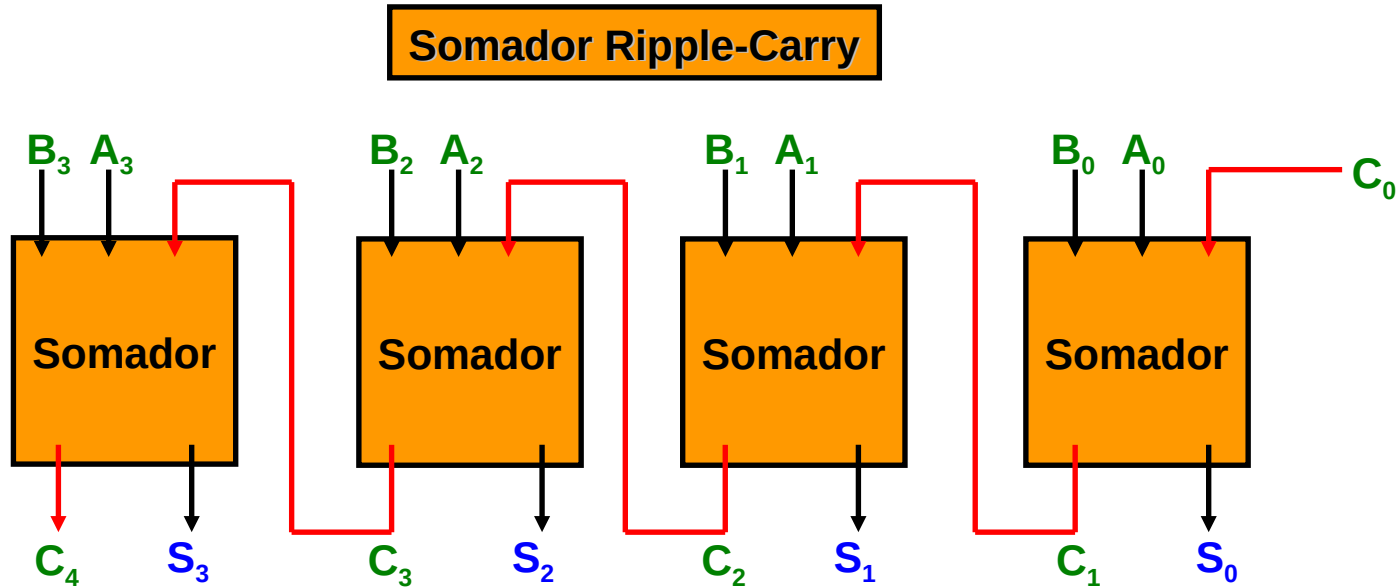 Somador Ripple-Carry
B₃ A₃ B₂ A₂ B₁ A₁ B₀ A₀ C₀
Somador Somador Somador Somador
C₄ S₃ C₃ S₂ C₂ S₁ C₁ S₀